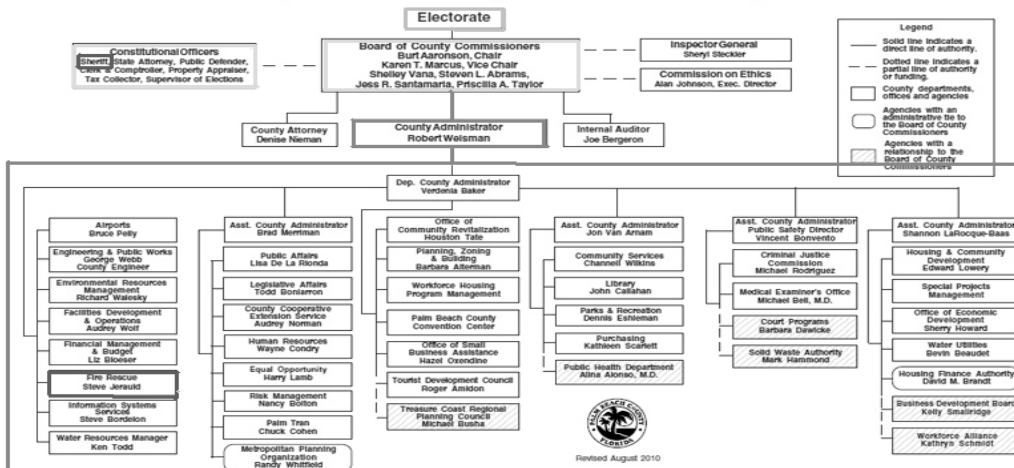 Electorate
Constitutional Officers
Sheriff, State Attorney, Public Defender,
Clerk & Comptroller, Property Appraiser,
Tax Collector, Supervisor of Elections
Board of County Commissioners
Burt Aaronson, Chair
Karen T. Marcus, Vice Chair
Shelley Vana, Steven L. Abrams,
Jess R. Santamaria, Priscilla A. Taylor
Inspector General
Sheryl Steckler
Commission on Ethics
Alan Johnson, Exec. Director
Legend
Solid line indicates a
direct line of authority.
Dotted line indicates a
partial line of authority
or funding.
County departments,
offices and agencies
Agencies with an
administrative tie to
the Board of County
Commissioners
Agencies with a
relationship to the
Board of County
Commissioners
County Attorney
Denise Nieman
County Administrator
Robert Weisman
Internal Auditor
Joe Bergeron
Dep. County Administrator
Verdenia Baker
Airports
Bruce Pelly
Engineering & Public Works
George Webb
County Engineer
Environmental Resources
Management
Richard Walesky
Facilities Development
& Operations
Audrey Wolf
Financial Management
& Budget
Liz Bloeser
Fire Rescue
Steve Jerauld
Information Systems
Services
Steve Bordelon
Water Resources Manager
Ken Todd
Asst. County Administrator
Brad Merriman
Public Affairs
Lisa De La Rionda
Legislative Affairs
Todd Bonlarron
County Cooperative
Extension Service
Audrey Norman
Human Resources
Wayne Condry
Equal Opportunity
Harry Lamb
Risk Management
Nancy Bolton
Palm Tran
Chuck Cohen
Metropolitan Planning
Organization
Randy Whitfield
Office of
Community Revitalization
Houston Tate
Planning, Zoning
& Building
Barbara Alterman
Workforce Housing
Program Management
Palm Beach County
Convention Center
Office of Small
Business Assistance
Hazel Oxendine
Tourist Development Council
Roger Amidon
Treasure Coast Regional
Planning Council
Michael Busha
Asst. County Administrator
Jon Van Arnam
Community Services
Channell Wilkins
Library
John Callahan
Parks & Recreation
Dennis Eshleman
Purchasing
Kathleen Scarlett
Public Health Department
Alina Alonso, M.D.
PALM BEACH COUNTY
FLORIDA
Revised August 2010
Asst. County Administrator
Public Safety Director
Vincent Bonvento
Criminal Justice
Commission
Michael Rodriguez
Medical Examiner's Office
Michael Bell, M.D.
Court Programs
Barbara Dawicke
Solid Waste Authority
Mark Hammond
Asst. County Administrator
Shannon LaRocque-Baas
Housing & Community
Development
Edward Lowery
Special Projects
Management
Office of Economic
Development
Sherry Howard
Water Utilities
Bevin Beaudet
Housing Finance Authority
David M. Brandt
Business Development Board
Kelly Smallridge
Workforce Alliance
Kathryn Schmidt